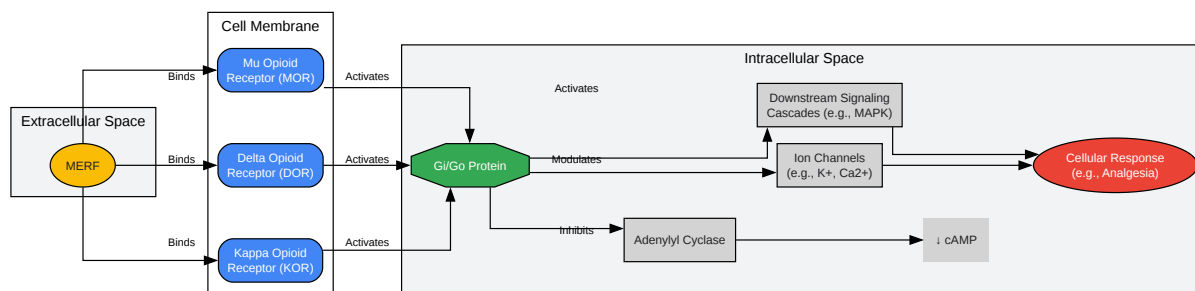 Cell Membrane
Mu Opioid
Receptor (MOR)
Binds
Activates
Intracellular Space
Activates
Downstream Signaling
Cascades (e.g., MAPK)
Extracellular Space
MERF
Binds
Delta Opioid
Receptor (DOR)
Activates
Gi/Go Protein
Modulates
Ion Channels
(e.g., K+, Ca2+)
Cellular Response
(e.g., Analgesia)
Binds
Kappa Opioid
Receptor (KOR)
Activates
Inhibits
Adenylyl Cyclase
↓ cAMP